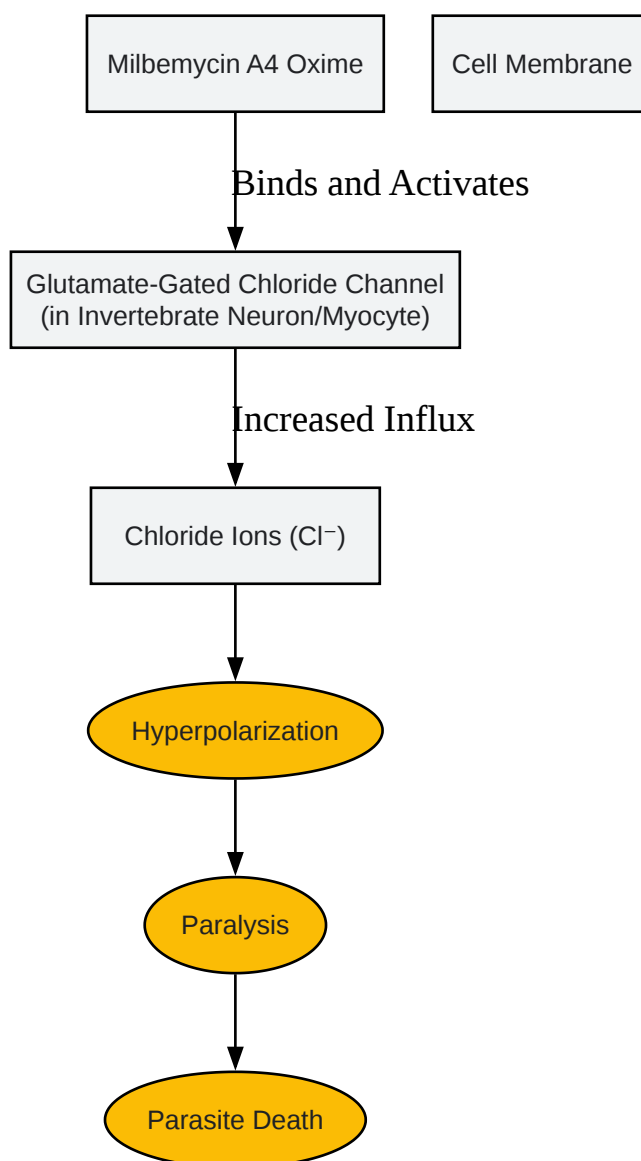 Milbemycin A4 Oxime
Cell Membrane
Binds and Activates
Glutamate-Gated Chloride Channel
(in Invertebrate Neuron/Myocyte)
Increased Influx
Chloride Ions (Cl⁻)
Hyperpolarization
Paralysis
Parasite Death